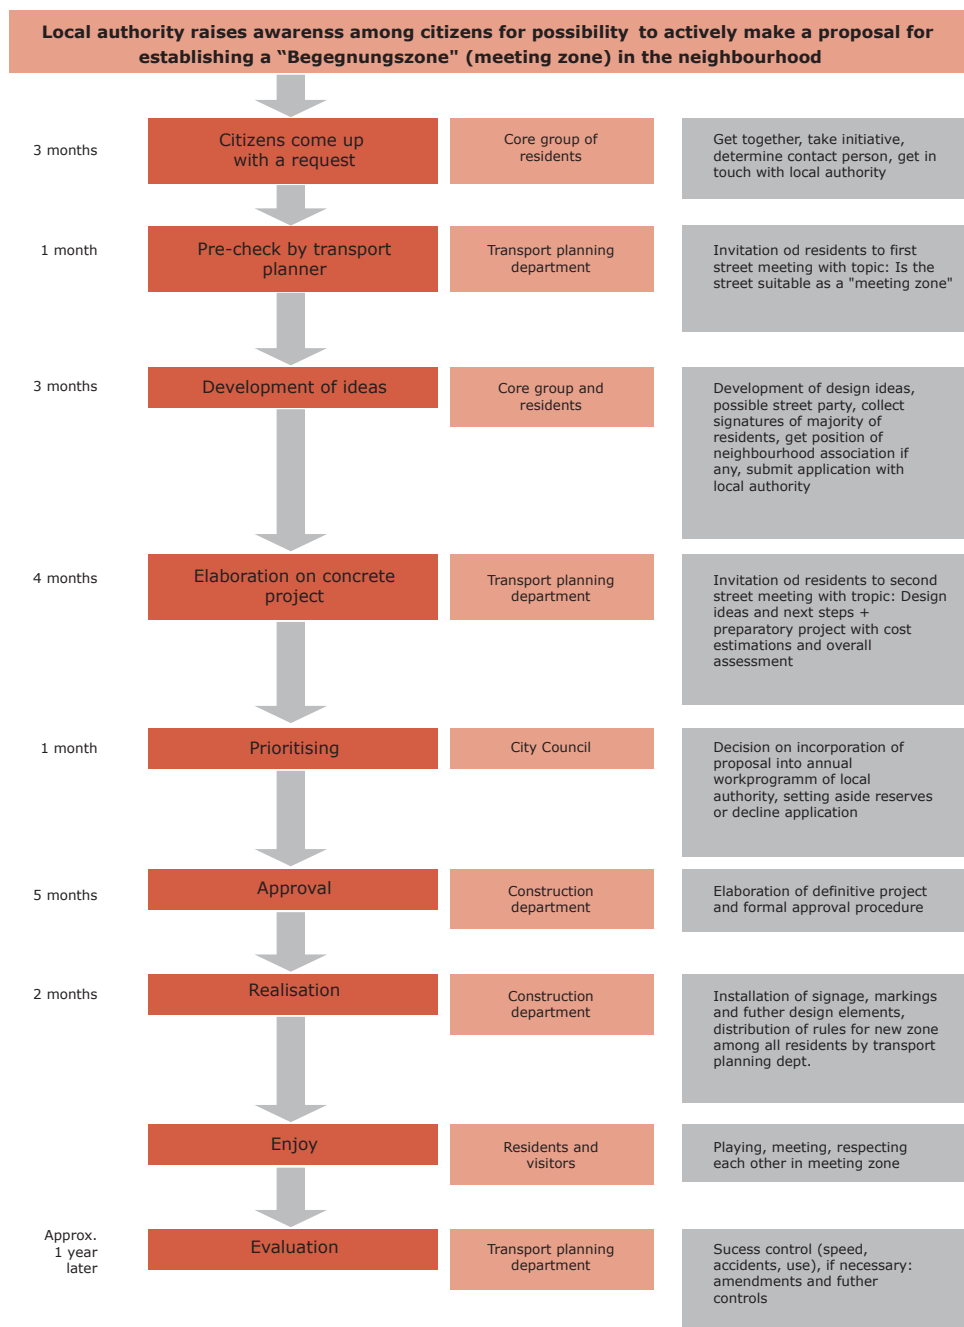 Local authority raises awarenss among citizens for possibility to actively make a proposal for
establishing a “Begegnungszone" (meeting zone) in the neighbourhood
3 months
Citizens come up
with a request
Core group of
residents
Get together, take initiative,
determine contact person, get in
touch with local authority
1 month
Pre-check by transport
planner
Transport planning
department
Invitation od residents to first
street meeting with topic: Is the
street suitable as a "meeting zone"
3 months
Development of ideas
Core group and
residents
Development of design ideas,
possible street party, collect
signatures of majority of
residents, get position of
neighbourhood association if
any, submit application with
local authority
4 months
Elaboration on concrete
project
Transport planning
department
Invitation od residents to second
street meeting with tropic: Design
ideas and next steps +
preparatory project with cost
estimations and overall
assessment
1 month
Prioritising
City Council
Decision on incorporation of
proposal into annual
workprogramm of local
authority, setting aside reserves
or decline application
5 months
Approval
Construction
department
Elaboration of definitive project
and formal approval procedure
2 months
Realisation
Construction
department
Installation of signage, markings
and futher design elements,
distribution of rules for new zone
among all residents by transport
planning dept.
Enjoy
Residents and
visitors
Playing, meeting, respecting
each other in meeting zone
Approx.
1 year
later
Evaluation
Transport planning
department
Sucess control (speed,
accidents, use), if necessary:
amendments and futher
controls